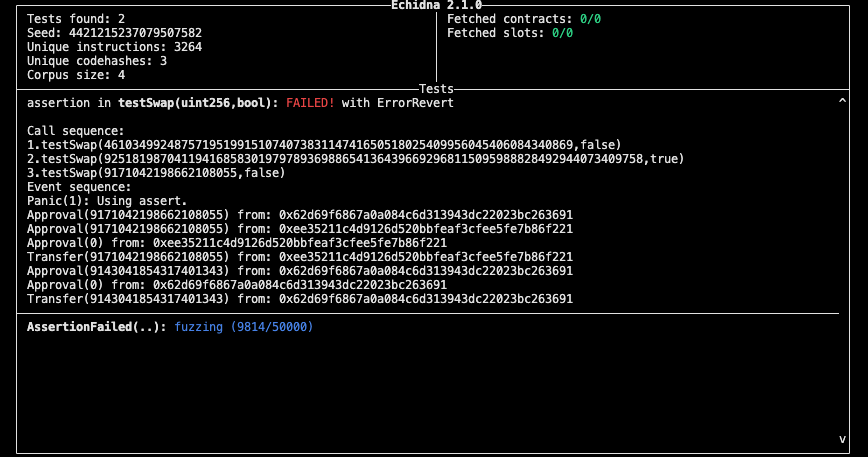 Echidna 2.1.0
Tests found: 2
Seed: 4421215237079507582
Unique instructions: 3264
Unique codehashes: 3
Corpus size: 4
Fetched contracts: 0/0
Fetched slots: 0/0
Tests
assertion in testSwap(uint256,bool): FAILED! with ErrorRevert
^
Call sequence:
1.testSwap(46103499248757195199151074073831147416505180254099560454060843408​69,false)
2.testSwap(92518198704119416858301979789369886541364396692968115095988828492944073409758,true)
3.testSwap(9171042198662108055,false)
Event sequence:
Panic(1): Using assert.
Approval(9171042198662108055) from: 0x62d69f6867a0a084c6d313943dc22023bc263691
Approval(9171042198662108055) from: 0xee35211c4d9126d520bbfeaf3cfee5fe7b86f221
Approval(0) from: 0xee35211c4d9126d520bbfeaf3cfee5fe7b86f221
Transfer(9171042198662108055) from: 0xee35211c4d9126d520bbfeaf3cfee5fe7b86f221
Approval(9143041854317401343) from: 0x62d69f6867a0a084c6d313943dc22023bc263691
Approval(0) from: 0x62d69f6867a0a084c6d313943dc22023bc263691
Transfer(9143041854317401343) from: 0x62d69f6867a0a084c6d313943dc22023bc263691
AssertionFailed(..): fuzzing (9814/50000)
v